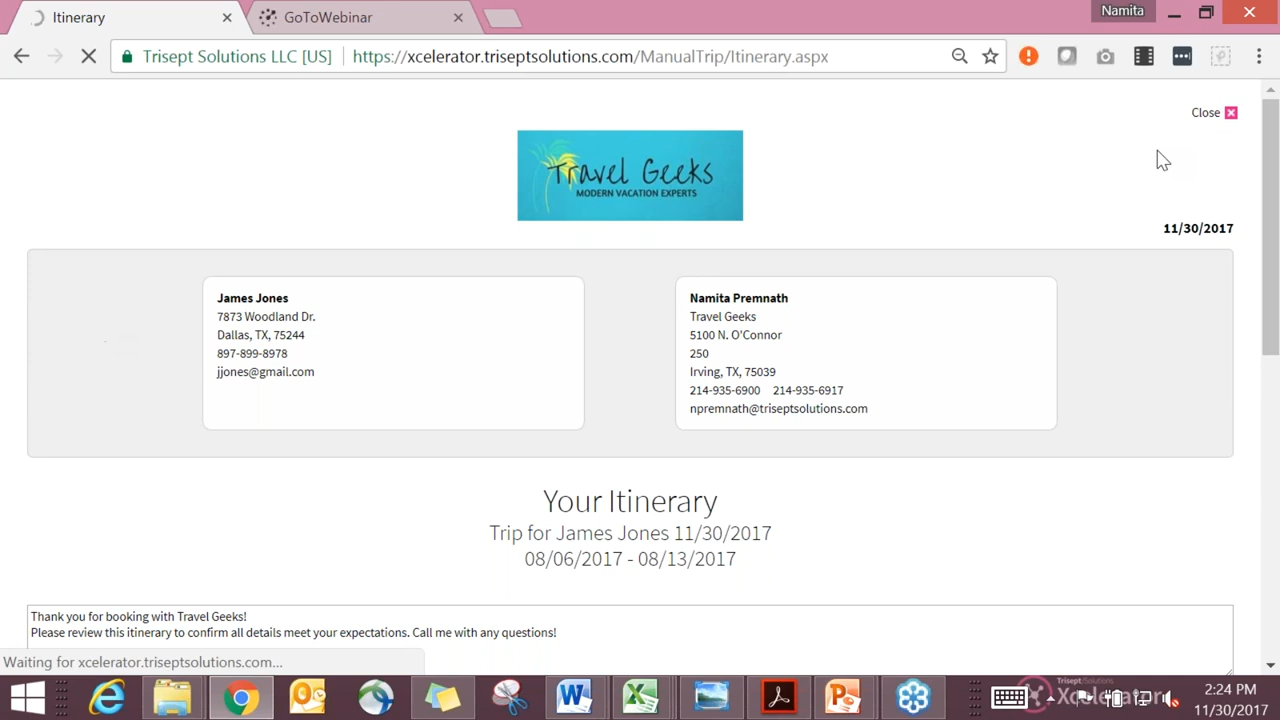 Itinerary
GoToWebinar
Namita
Trisept Solutions LLC [US]
https://xcelerator.triseptsolutions.com/ManualTrip/Itinerary.aspx
Close
Travel Geeks
MODERN VACATION EXPERTS
11/30/2017
James Jones
7873 Woodland Dr.
Dallas, TX, 75244
897-899-8978
jjones@gmail.com
Namita Premnath
Travel Geeks
5100 N. O'Connor
250
Irving, TX, 75039
214-935-6900 214-935-6917
npremnath@triseptsolutions.com
Your Itinerary
Trip for James Jones 11/30/2017
08/06/2017 - 08/13/2017
Thank you for booking with Travel Geeks!
Please review this itinerary to confirm all details meet your expectations. Call me with any questions!
Waiting for xcelerator.triseptsolutions.com...
Trisept Solutions
Xcelerator
2:24 PM
11/30/2017